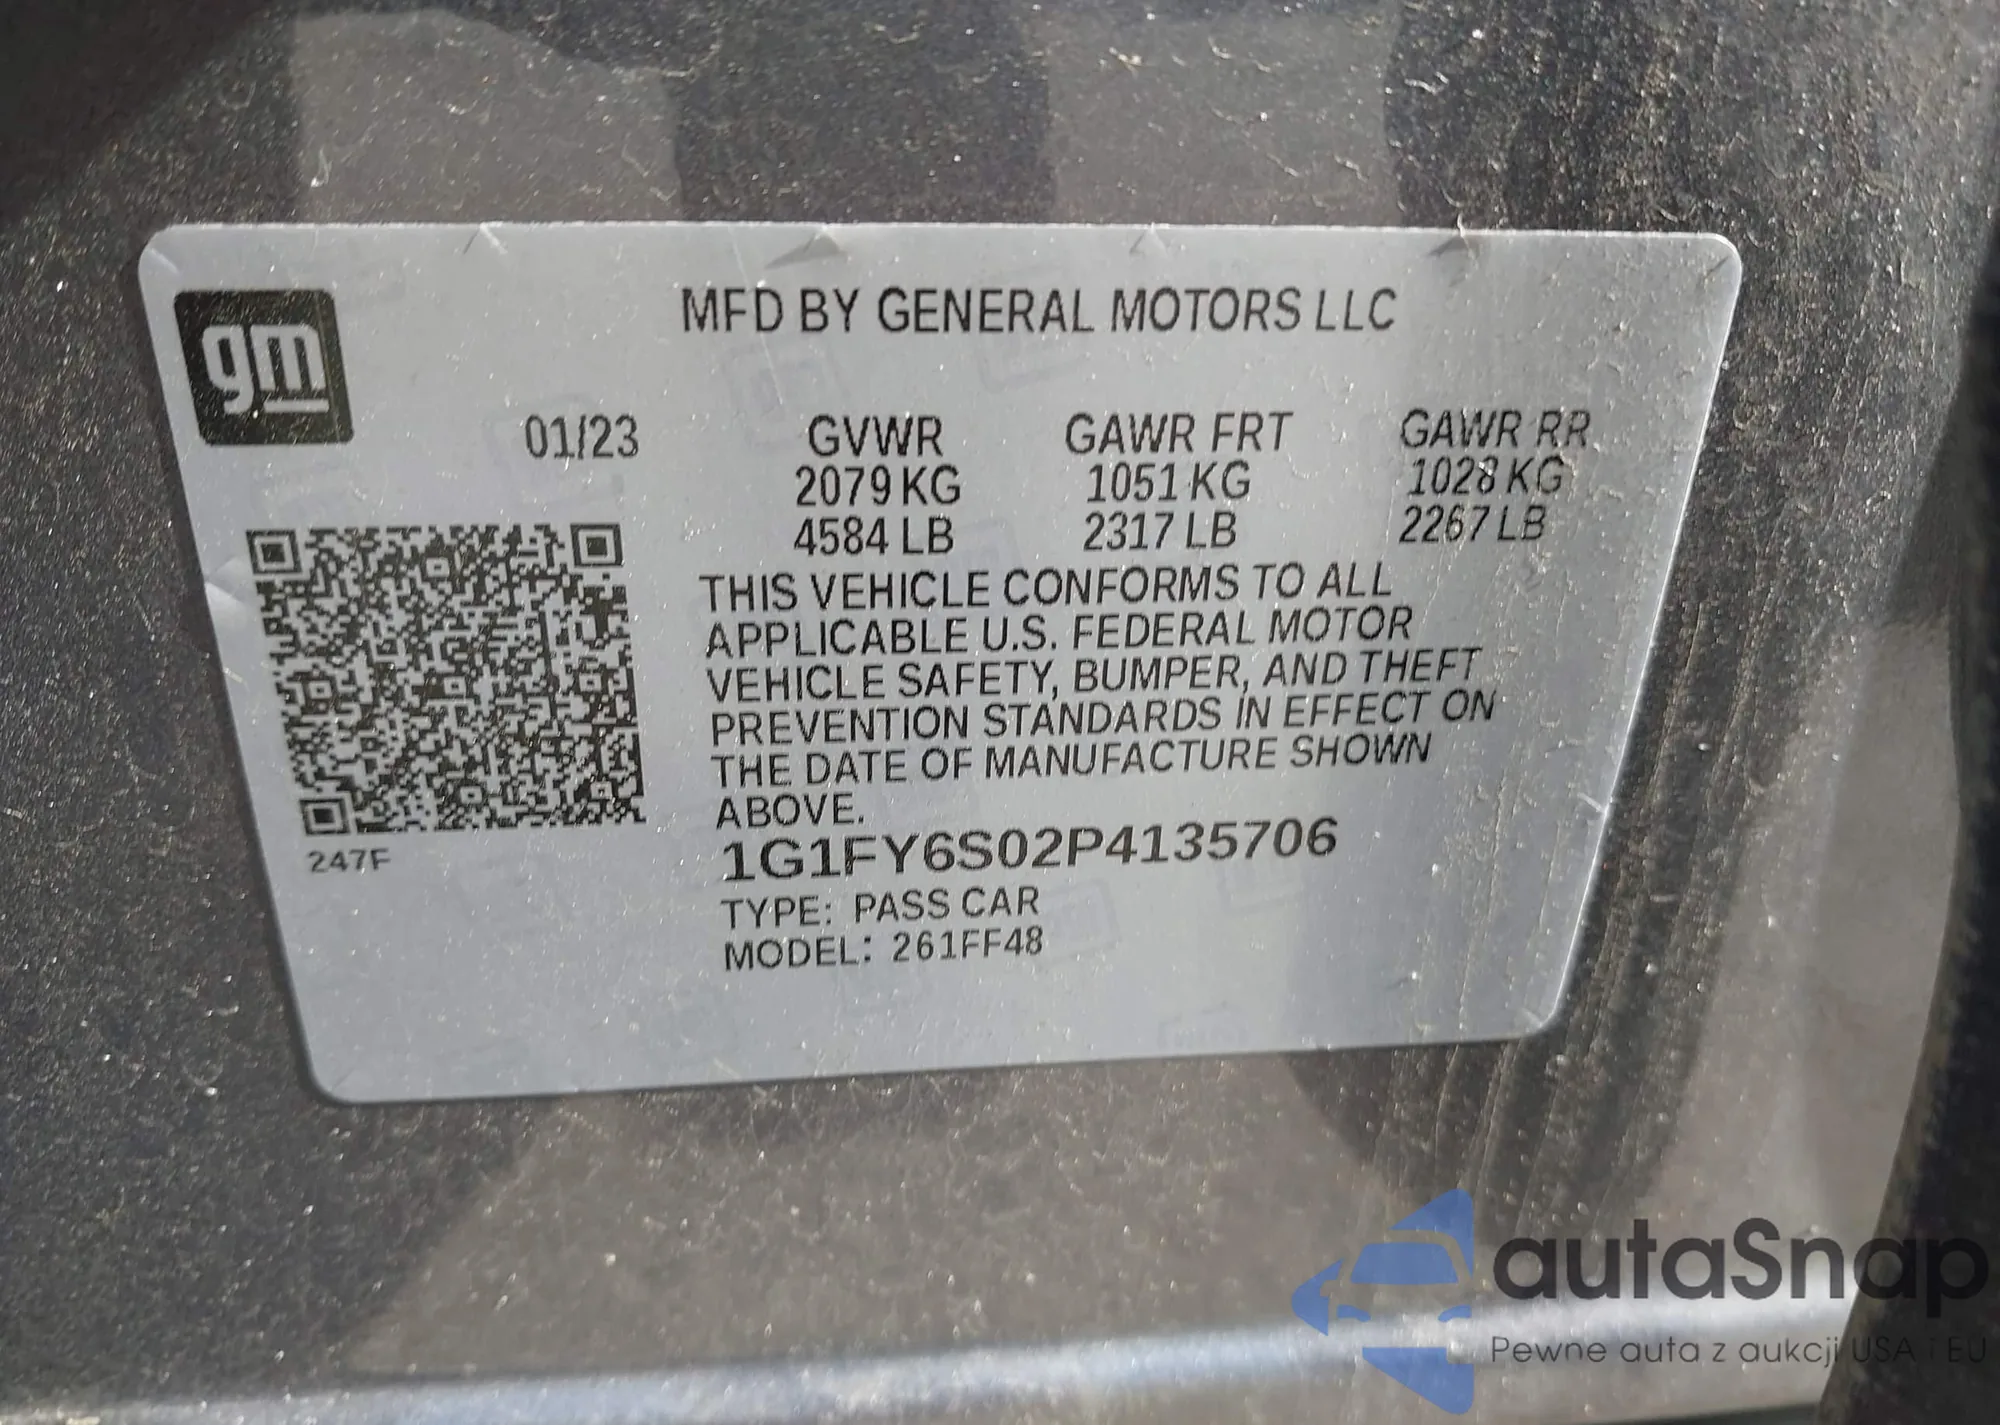 gm
MFD BY GENERAL MOTORS LLC
01/23 GVWR GAWR FRT GAWR RR
2079 KG 1051 KG 1028 KG
4584 LB 2317 LB 2267 LB
THIS VEHICLE CONFORMS TO ALL
APPLICABLE U.S. FEDERAL MOTOR
VEHICLE SAFETY, BUMPER, AND THEFT
PREVENTION STANDARDS IN EFFECT ON
THE DATE OF MANUFACTURE SHOWN
ABOVE.
247F
1G1FY6S02P4135706
TYPE: PASS CAR
MODEL: 261FF48
autaSnap
Pewne auta z aukcji USA i EU